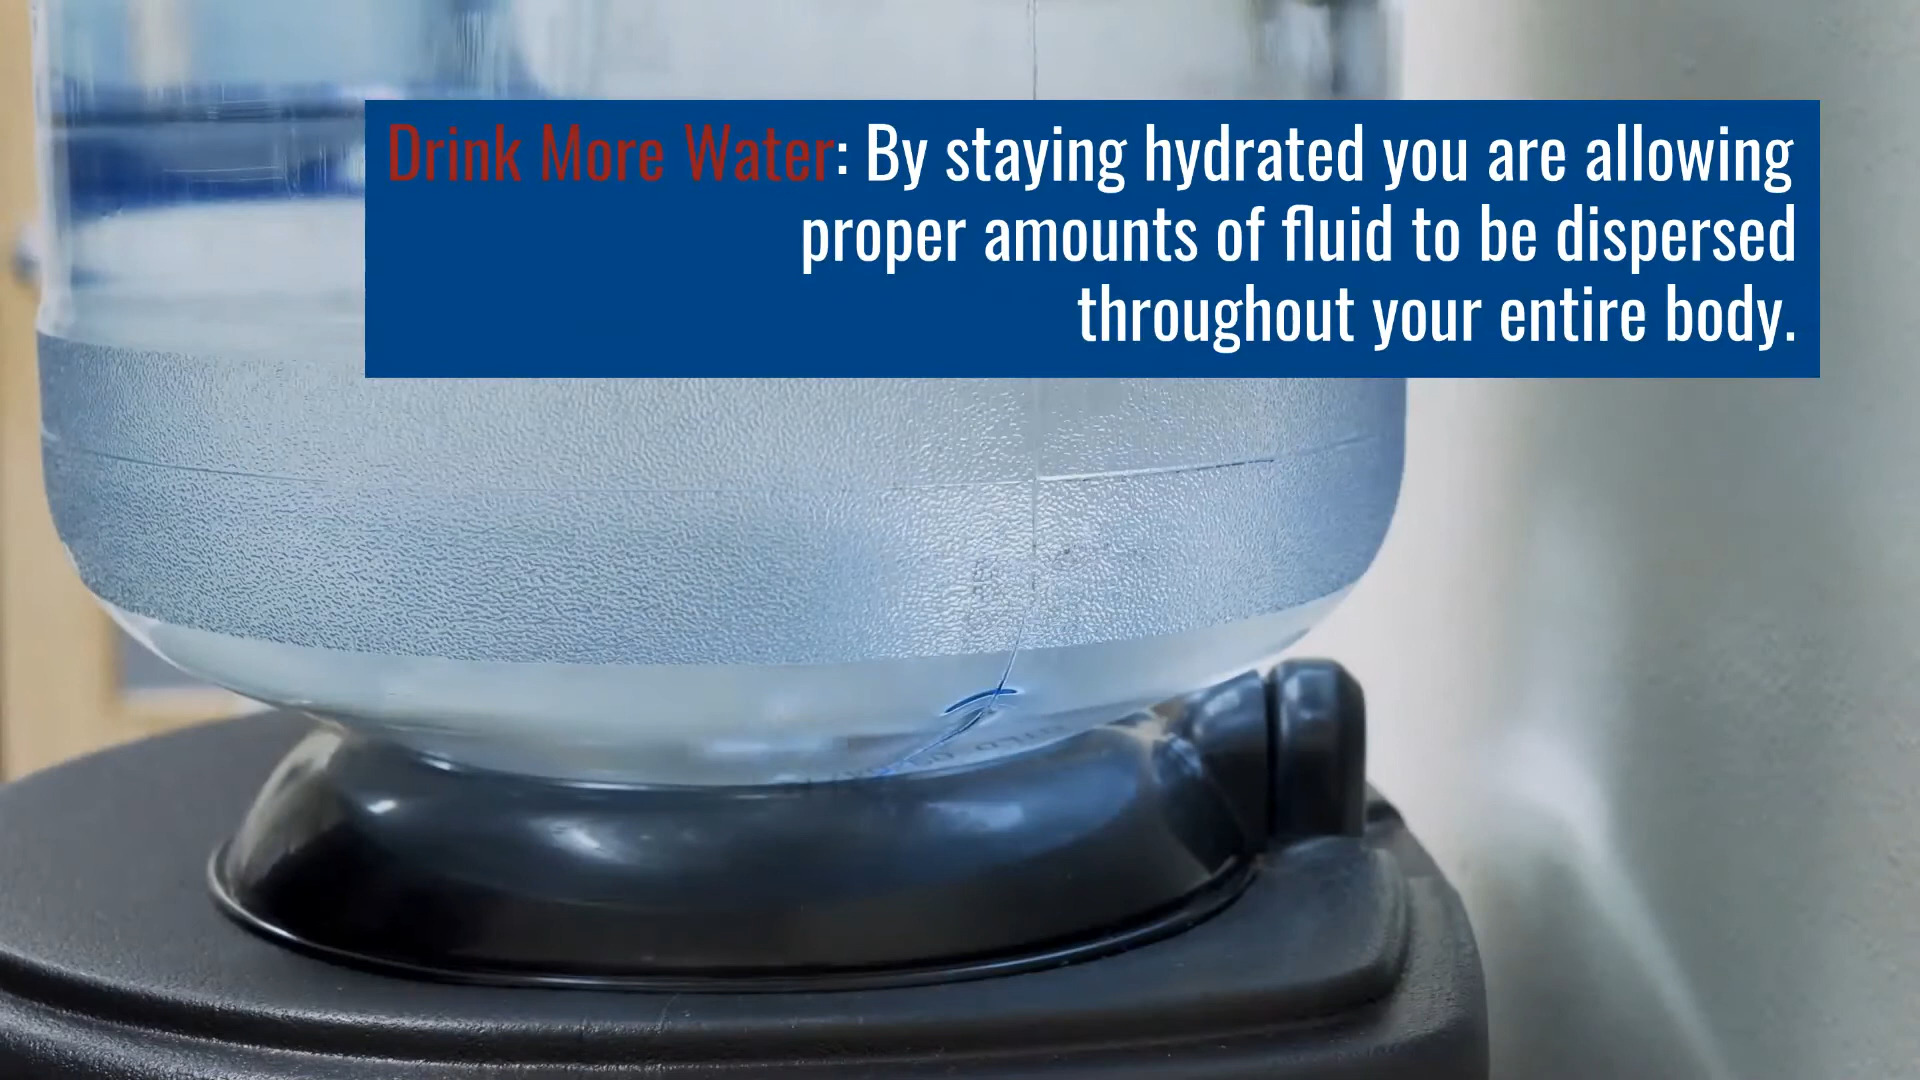 Drink More Water: By staying hydrated you are allowing
proper amounts of fluid to be dispersed
throughout your entire body.